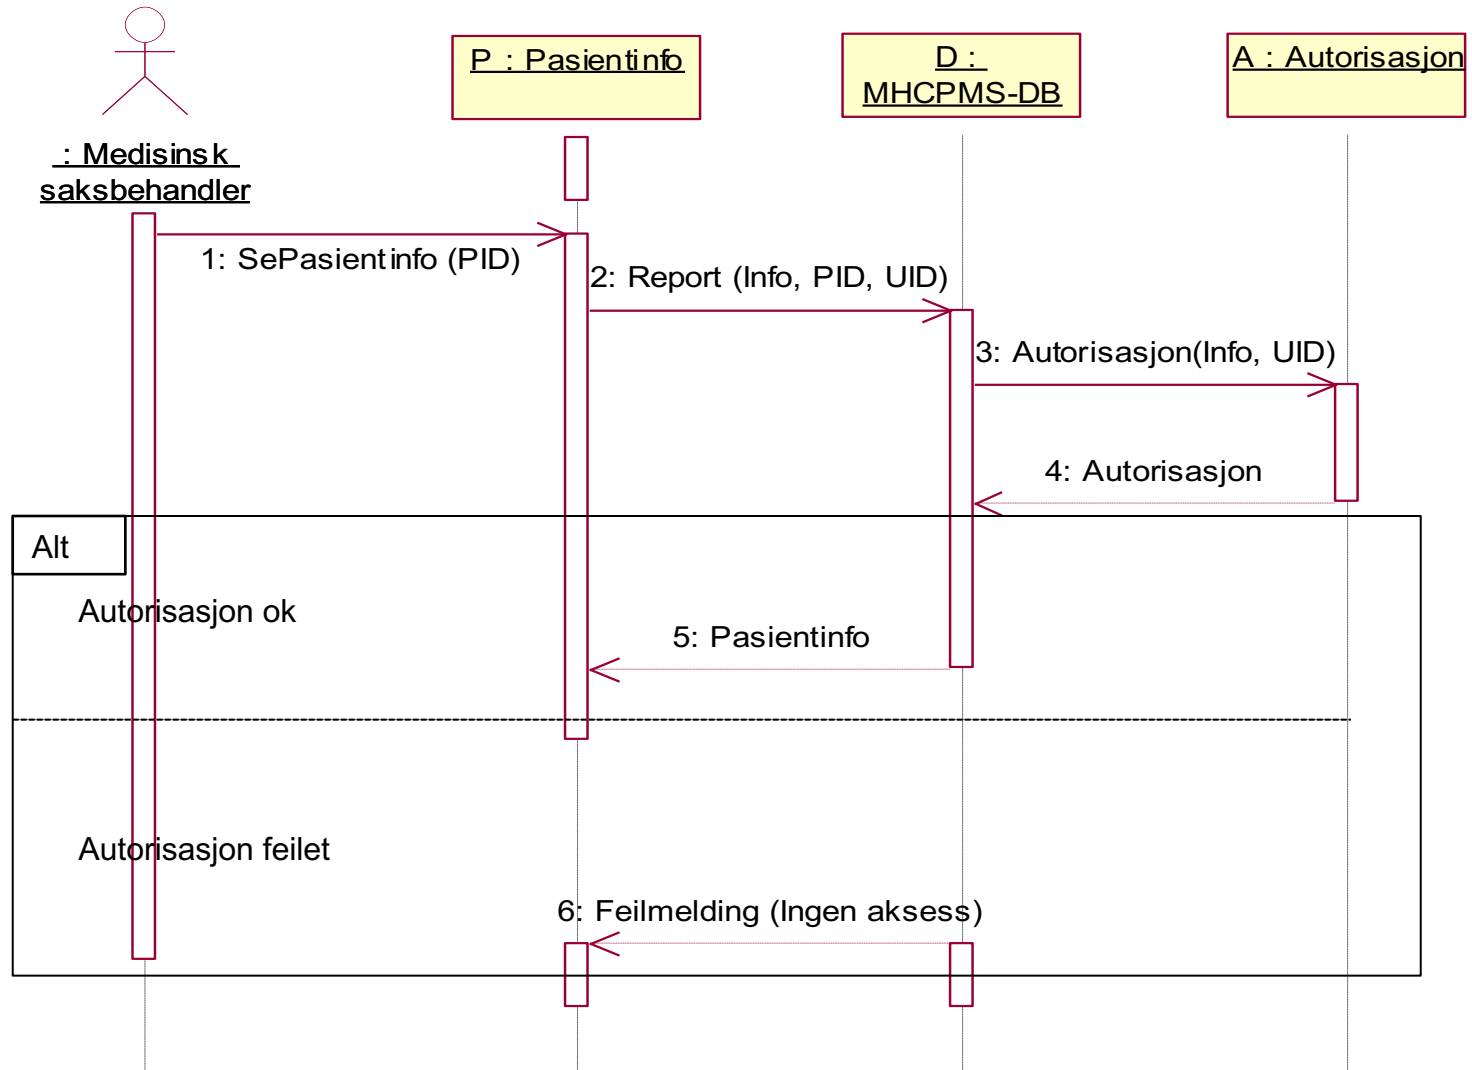 P : Pasientinfo
D :
MHCPMS-DB
A : Autorisasjon
: Medisinsk
saksbehandler
1: SePasientinfo (PID)
2: Report (Info, PID, UID)
3: Autorisasjon(Info, UID)
4: Autorisasjon
Alt
Autorisasjon ok
5: Pasientinfo
Autorisasjon feilet
6: Feilmelding (Ingen aksess)